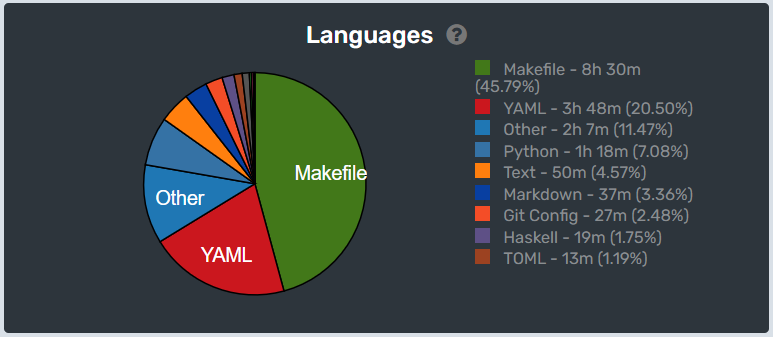 Languages ?
Makefile - 8h 30m
(45.79%)
YAML - 3h 48m (20.50%)
Other - 2h 7m (11.47%)
Python - 1h 18m (7.08%)
Text - 50m (4.57%)
Markdown - 37m (3.36%)
Git Config - 27m (2.48%)
Haskell - 19m (1.75%)
TOML - 13m (1.19%)
Makefile
Other
YAML